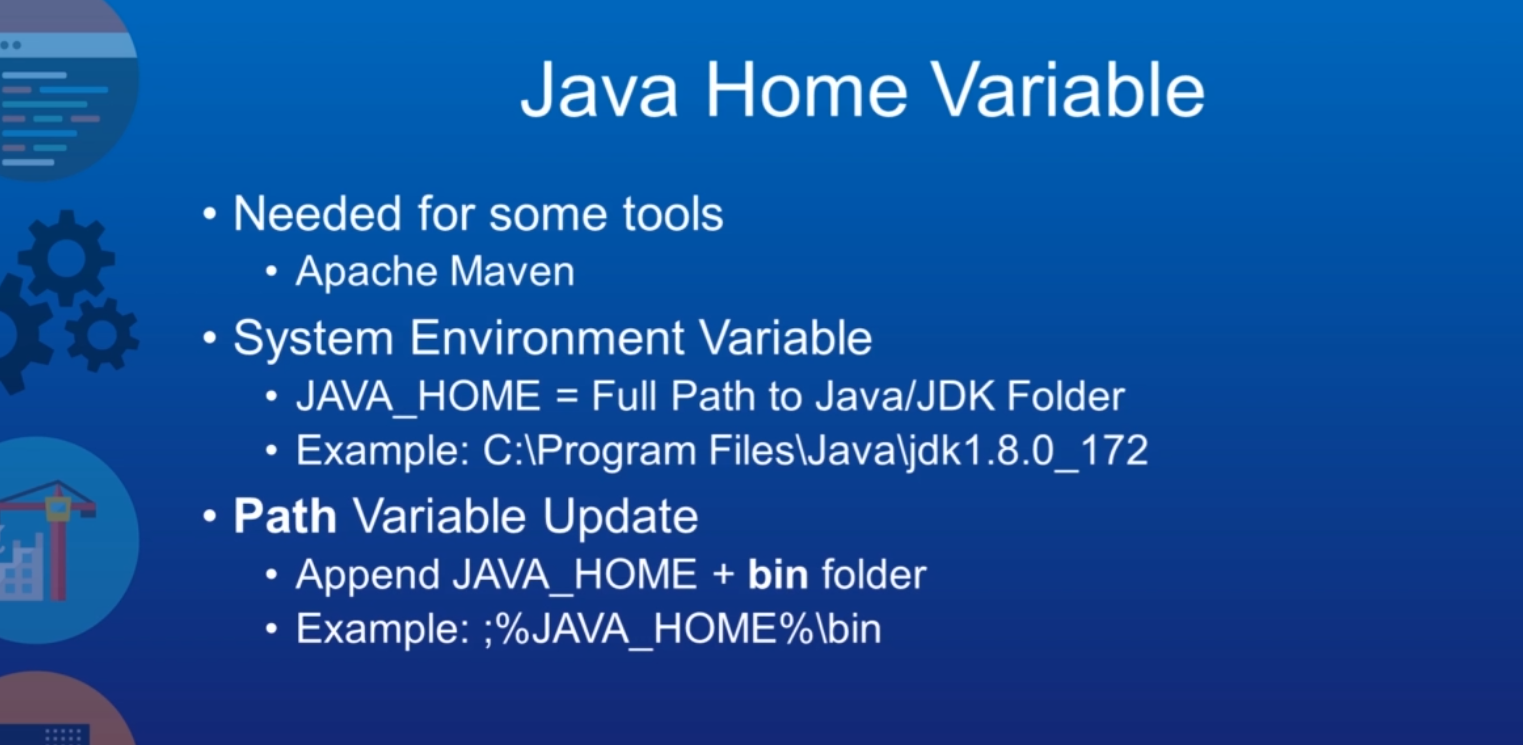 Java Home Variable
• Needed for some tools
• Apache Maven
• System Environment Variable
• JAVA_HOME = Full Path to Java/JDK Folder
• Example: C:\Program Files\Java\jdk1.8.0_172
• Path Variable Update
• Append JAVA_HOME + bin folder
• Example: ;%JAVA_HOME%\bin